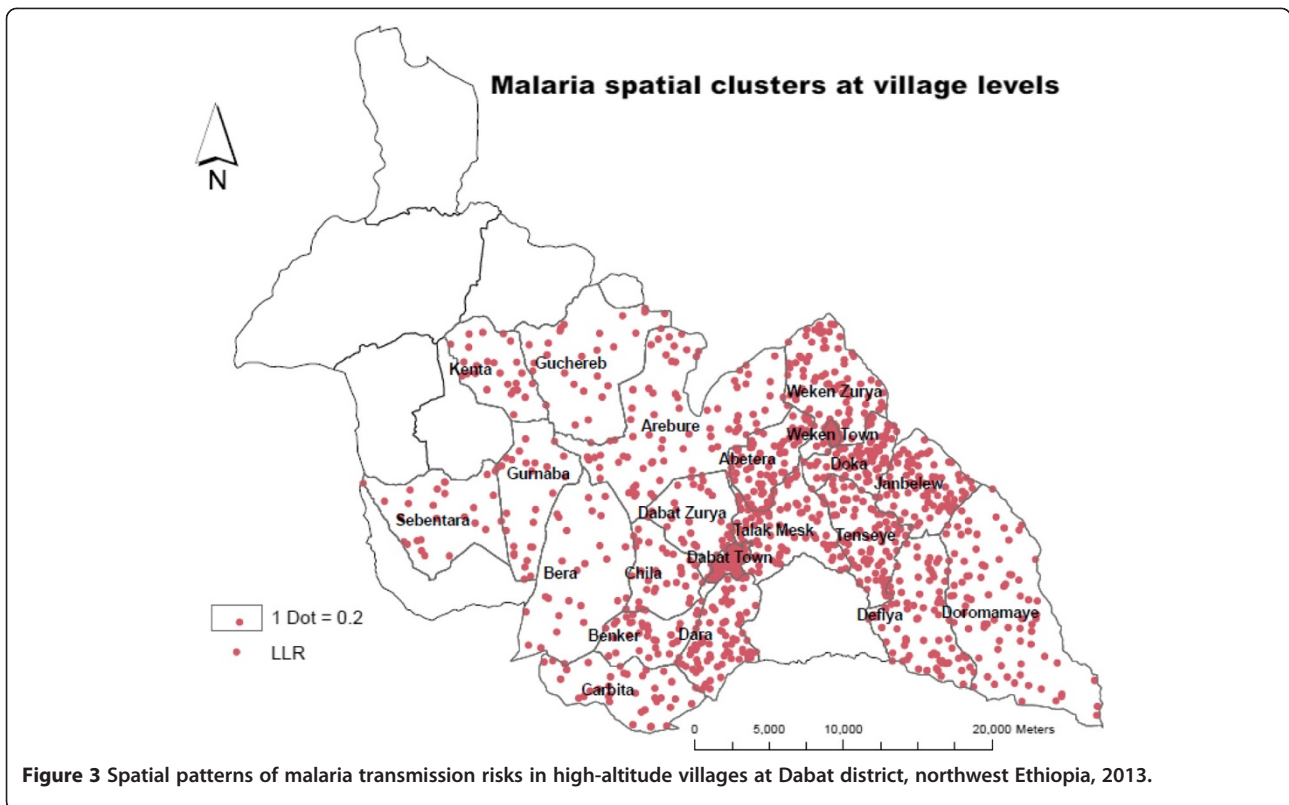 Malaria spatial clusters at village levels
N
Kenta
Guchereb
Weken Zurya
Arebure
Weken Town
Abetera
Doka
Gurnaba
Janbelew
Sebentara
Dabat Zurya
Talak Mesk
Tenseye
Dabat Town
Bera
Chila
1 Dot = 0.2
Defiya
Doromamaye
Benker
Dara
LLR
Carbita
0 5,000 10,000 20,000 Meters
Figure 3 Spatial patterns of malaria transmission risks in high-altitude villages at Dabat district, northwest Ethiopia, 2013.